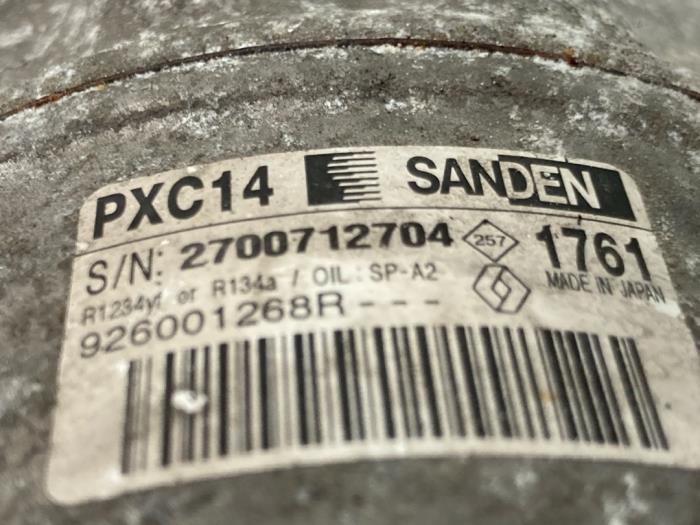 PXC14 SANDEN
S/N: 2700712704 257 1761
R1234yf or R134a / OIL: SP-A2 MADE IN JAPAN
926001268R - - -